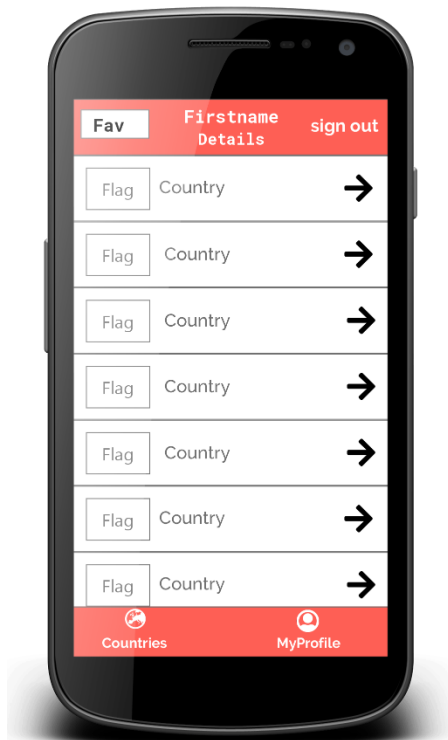 Fav
Firstname
Details
sign out
Flag Country
Flag Country
Flag Country
Flag Country
Flag Country
Flag Country
Flag Country
Countries
MyProfile